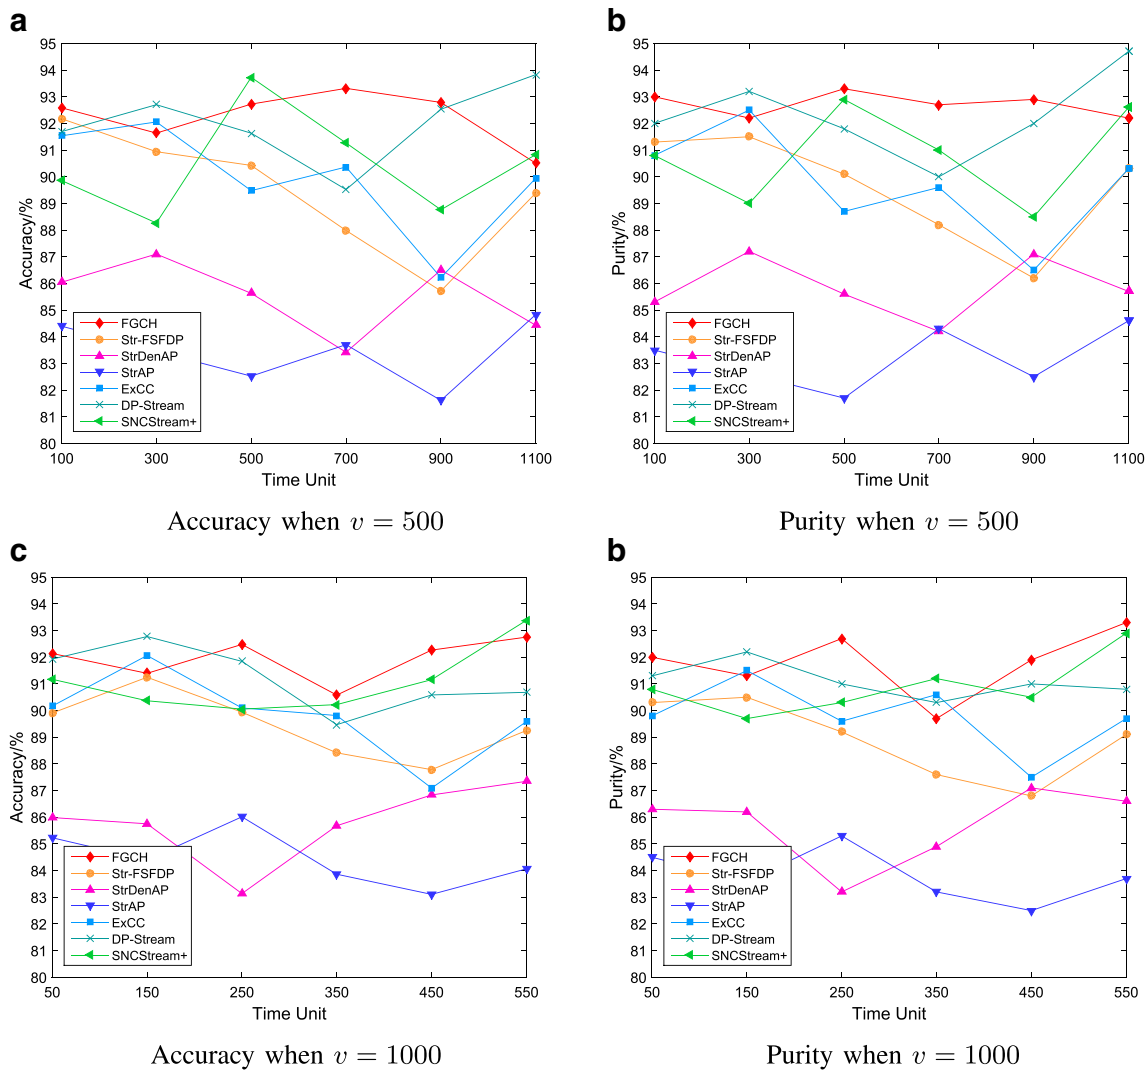 a
95
94
93
92
91
90
89
88
87
86
85
84
83
82
81
80
Accuracy/%
FGCH
Str-FSFDP
StrDenAP
StrAP
ExCC
DP-Stream
SNCStream+
100 300 500 700 900 1100
Time Unit
Accuracy when v = 500
b
95
94
93
92
91
90
89
88
87
86
85
84
83
82
81
80
Purity/%
FGCH
Str-FSFDP
StrDenAP
StrAP
ExCC
DP-Stream
SNCStream+
100 300 500 700 900 1100
Time Unit
Purity when v = 500
c
95
94
93
92
91
90
89
88
87
86
85
84
83
82
81
80
Accuracy/%
FGCH
Str-FSFDP
StrDenAP
StrAP
ExCC
DP-Stream
SNCStream+
50 150 250 350 450 550
Time Unit
Accuracy when v = 1000
b
95
94
93
92
91
90
89
88
87
86
85
84
83
82
81
80
Purity/%
FGCH
Str-FSFDP
StrDenAP
StrAP
ExCC
DP-Stream
SNCStream+
50 150 250 350 450 550
Time Unit
Purity when v = 1000